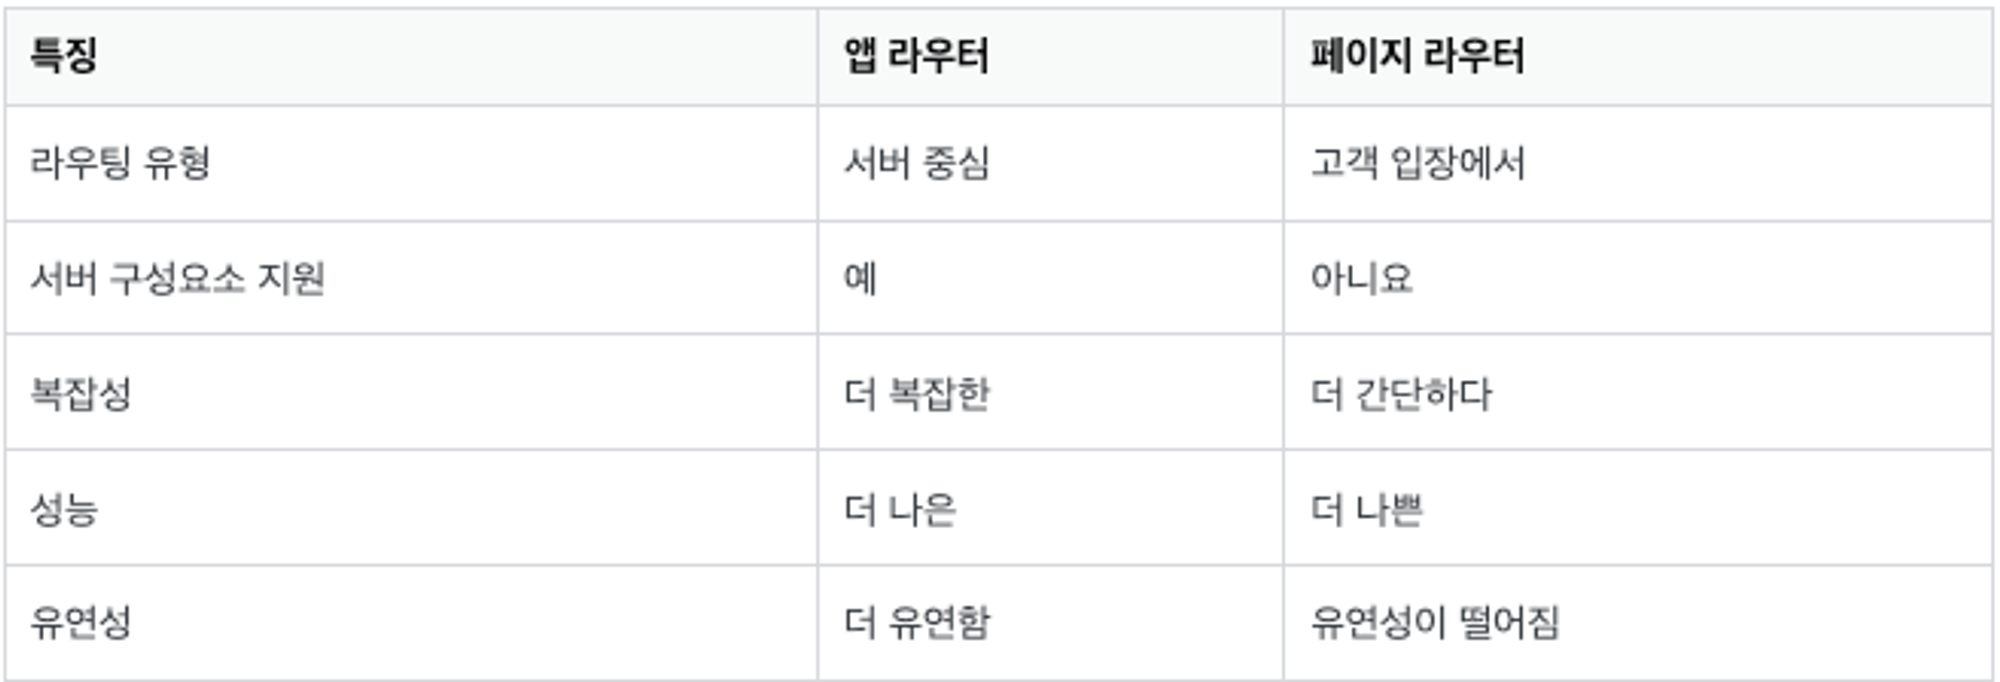 특징 앱 라우터 페이지 라우터
라우팅 유형 서버 중심 고객 입장에서
서버 구성요소 지원 예 아니요
복잡성 더 복잡한 더 간단하다
성능 더 나은 더 나쁜
유연성 더 유연함 유연성이 떨어짐